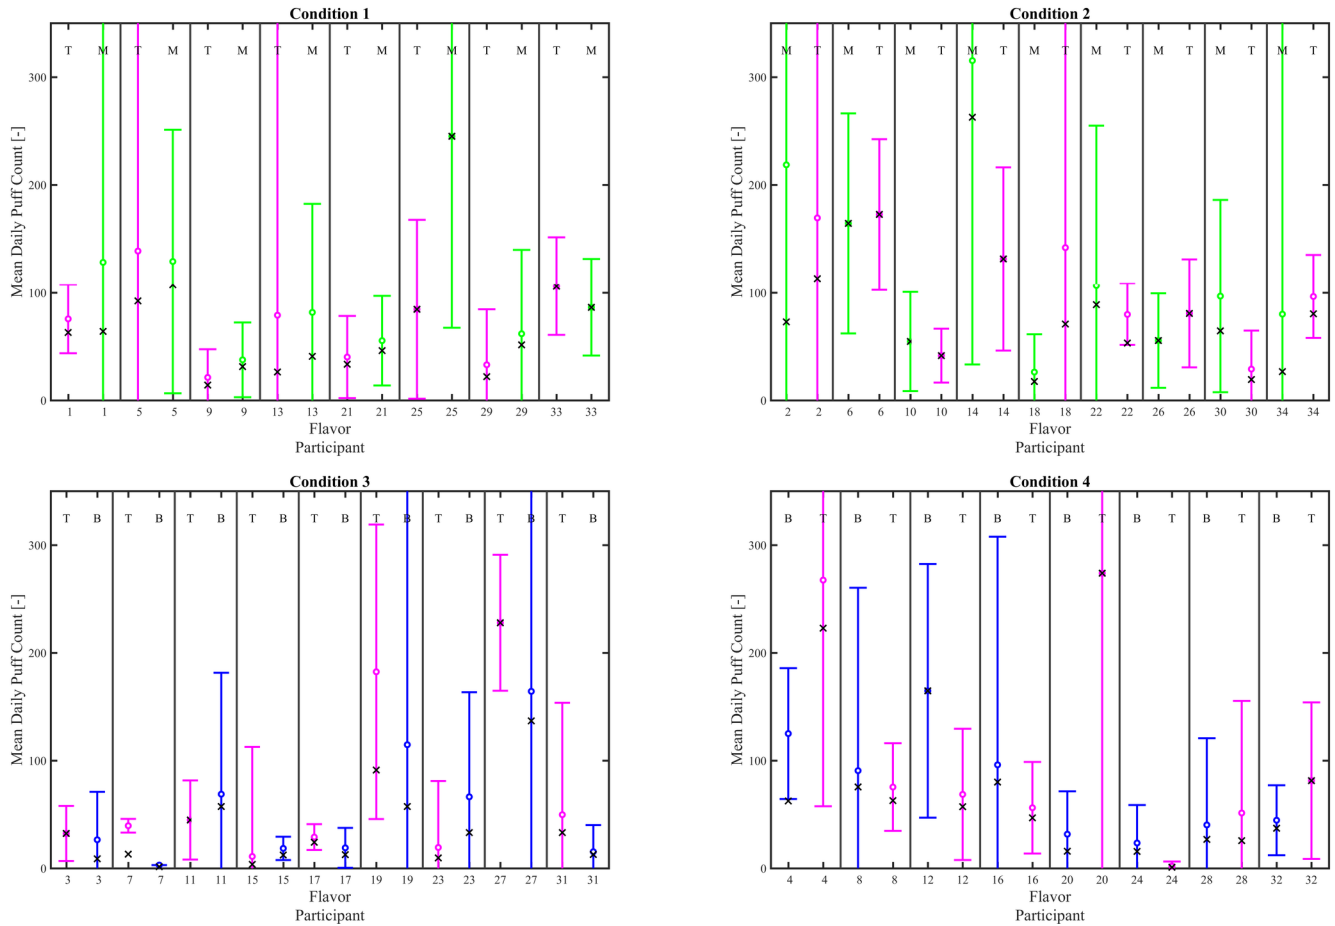 Condition 1
T M T M T M T M T M T M T M T M
300
200
100
0
Mean Daily Puff Count [-]
1 1 5 5 9 9 13 13 21 21 25 25 29 29 33 33
Flavor
Participant
Condition 2
M T M T M T M T M T M T M T M T M T
300
200
100
0
Mean Daily Puff Count [-]
2 2 6 6 10 10 14 14 18 18 22 22 26 26 30 30 34 34
Flavor
Participant
Condition 3
T B T B T B T B T B T B T B T B T B
300
200
100
0
Mean Daily Puff Count [-]
3 3 7 7 11 11 15 15 17 17 19 19 23 23 27 27 31 31
Flavor
Participant
Condition 4
B T B T B T B T B T B T B T B T
300
200
100
0
Mean Daily Puff Count [-]
4 4 8 8 12 12 16 16 20 20 24 24 28 28 32 32
Flavor
Participant